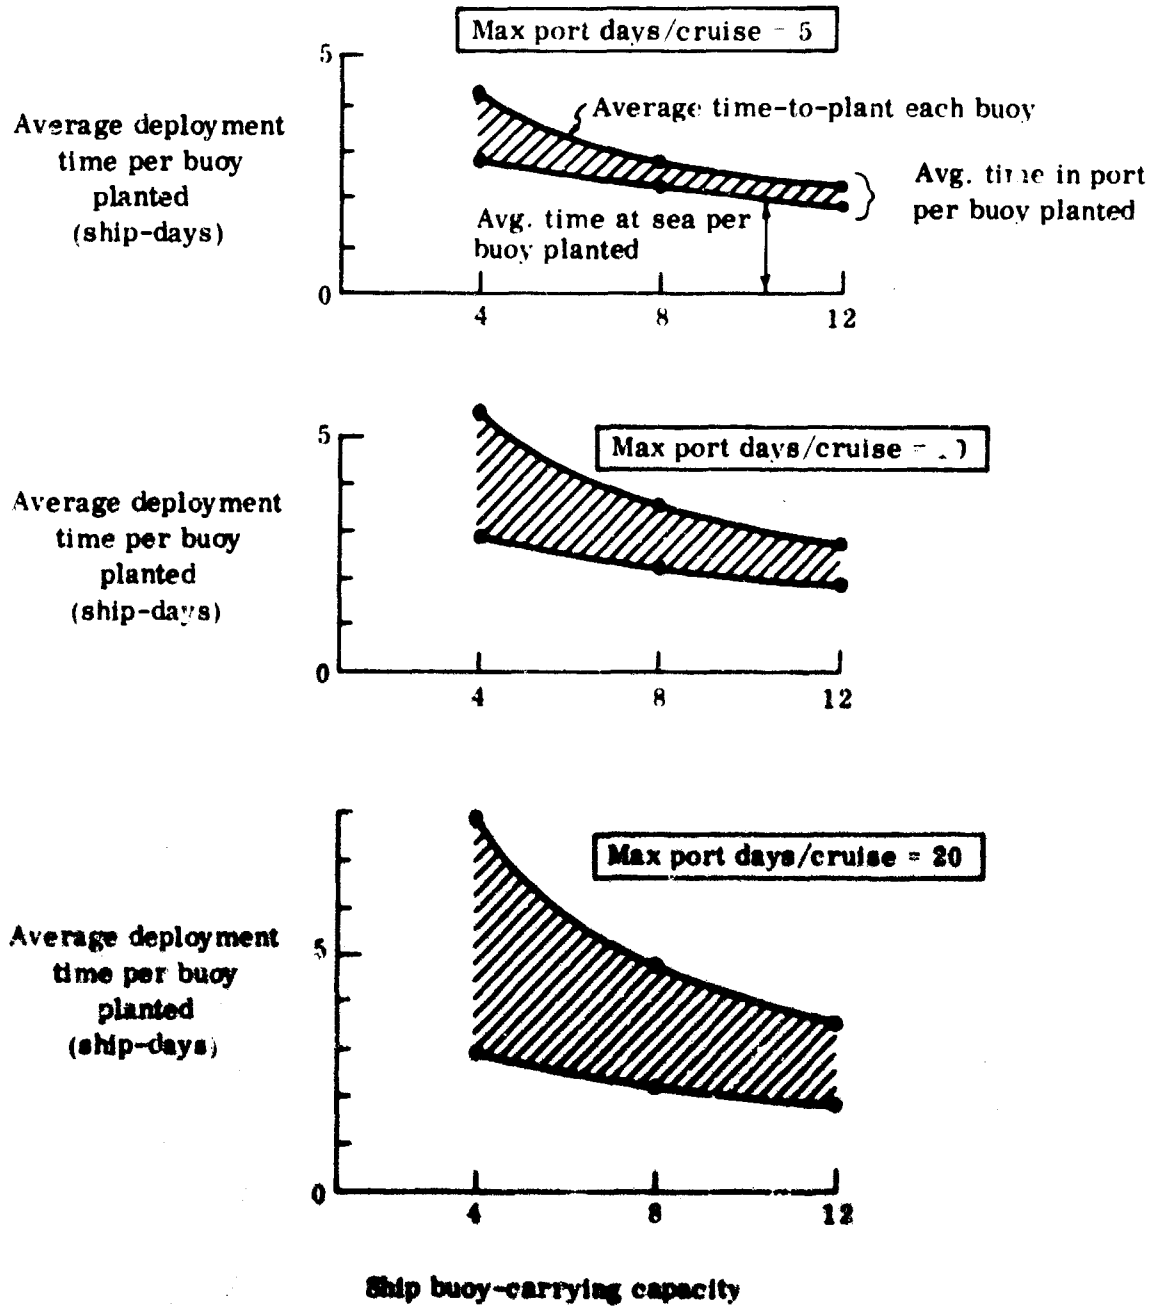 Max port days/cruise = 5
5
Average deployment
time per buoy
planted
(ship-days)
Average time-to-plant each buoy
Avg. time in port
per buoy planted
Avg. time at sea per
buoy planted
0
4
8
12
5
Max port days/cruise =
Average deployment
time per buoy
planted
(ship-days)
0
4
8
12
Max port days/cruise = 20
Average deployment
time per buoy
planted
(ship-days)
5
0
4
8
12
Ship buoy-carrying capacity